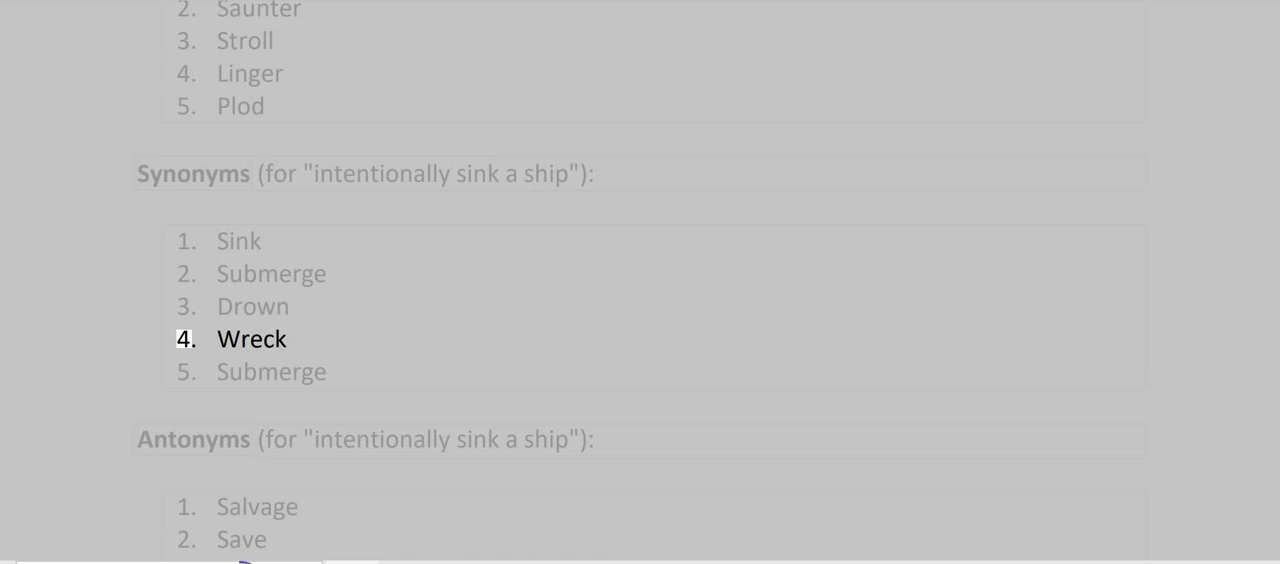 2. Saunter
3. Stroll
4. Linger
5. Plod
Synonyms (for "intentionally sink a ship"):
1. Sink
2. Submerge
3. Drown
4. Wreck
5. Submerge
Antonyms (for "intentionally sink a ship"):
1. Salvage
2. Save